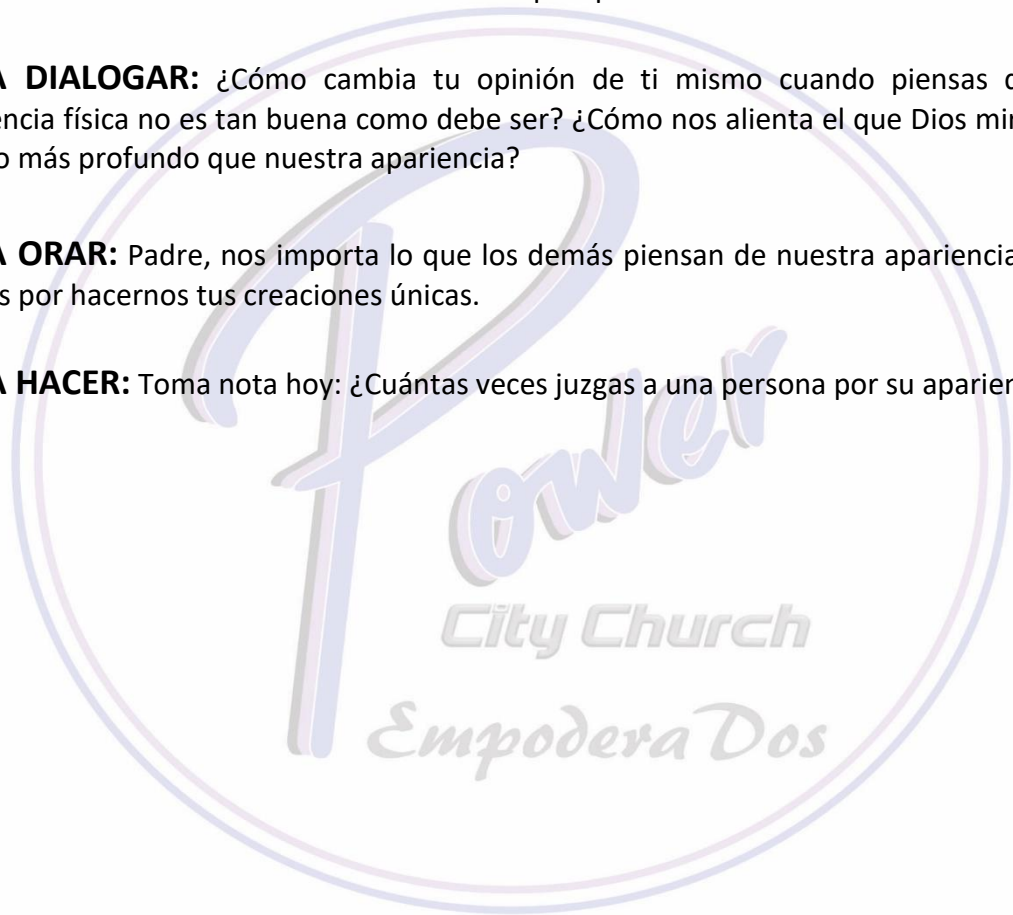 A DIALOGAR: ¿Cómo cambia tu opinión de ti mismo cuando piensas
encia física no es tan buena como debe ser? ¿Cómo nos alienta el que Dios mir
o más profundo que nuestra apariencia?
A ORAR: Padre, nos importa lo que los demás piensan de nuestra apariencia
s por hacernos tus creaciones únicas.
A HACER: Toma nota hoy: ¿Cuántas veces juzgas a una persona por su aparien
Power
City Church
EmpoderaDos